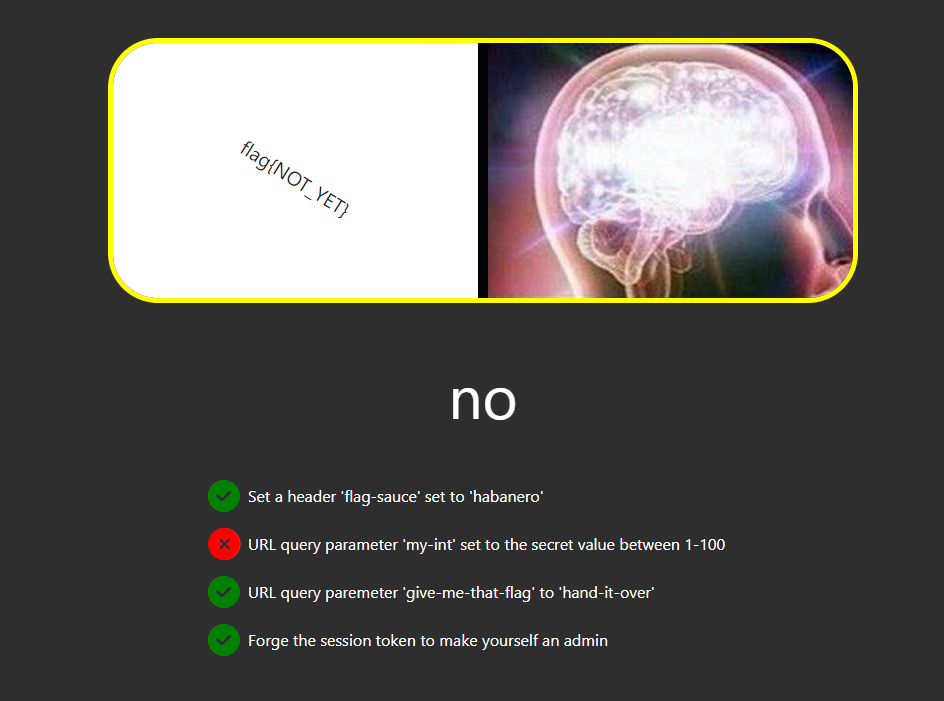 flag{NOT_YET}
no
Set a header 'flag-sauce' set to 'habanero'
URL query parameter 'my-int' set to the secret value between 1-100
URL query paremeter 'give-me-that-flag' to 'hand-it-over'
Forge the session token to make yourself an admin